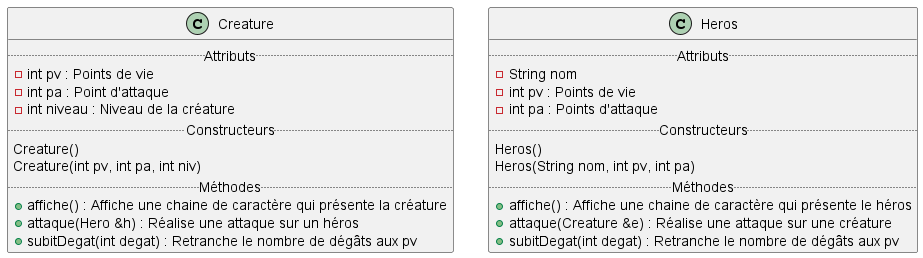 C Creature
Attributs
int pv : Points de vie
int pa : Point d'attaque
int niveau : Niveau de la créature
Constructeurs
Creature()
Creature(int pv, int pa, int niv)
Méthodes
affiche() : Affiche une chaine de caractère qui présente la créature
attaque(Hero &h) : Réalise une attaque sur un héros
subitDegat(int degat) : Retranche le nombre de dégâts aux pv
C Heros
Attributs
String nom
int pv : Points de vie
int pa : Points d'attaque
Constructeurs
Heros()
Heros(String nom, int pv, int pa)
Méthodes
affiche() : Affiche une chaine de caractère qui présente le héros
attaque(Creature &e) : Réalise une attaque sur une créature
subitDegat(int degat) : Retranche le nombre de dégâts aux pv